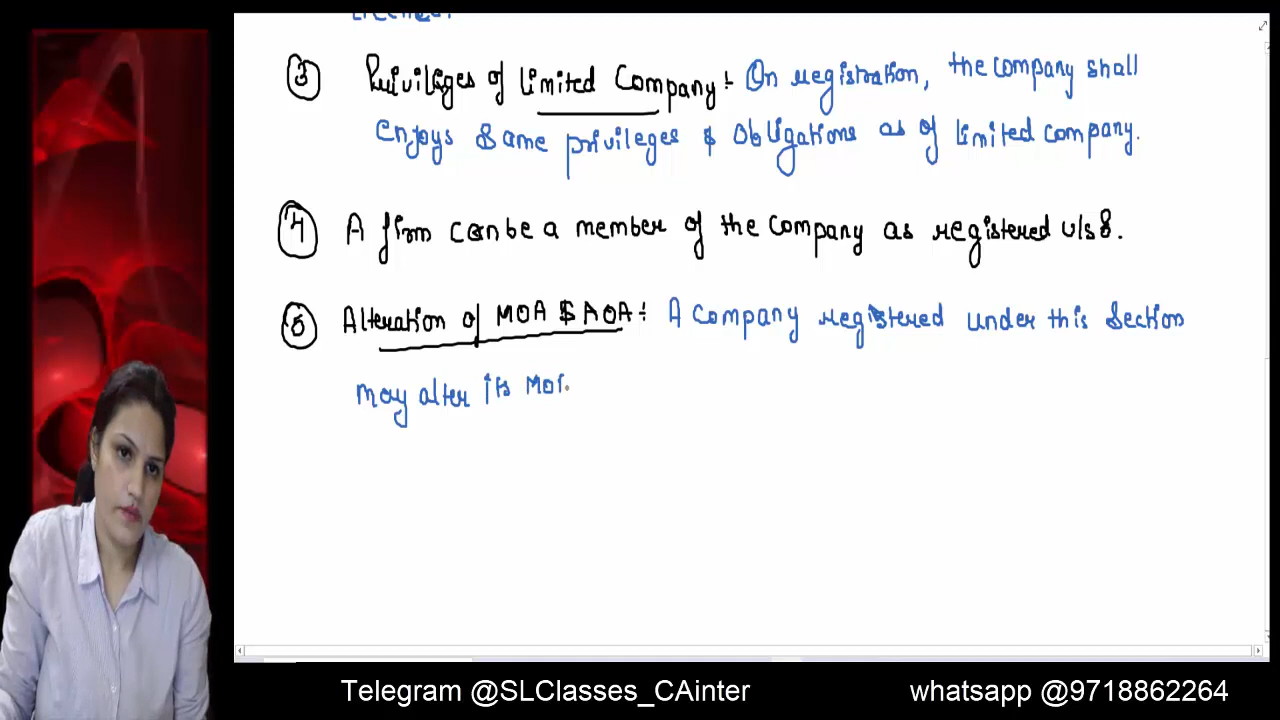 ③ Privileges of limited Company:- On registration, the company shall
enjoys same privileges & obligations as of limited company.
④ A firm can be a member of the company as registered u/s 8.
⑤ Alteration of MOA & AOA:- A company registered under this section
may alter its
Telegram @SLClasses_CAinter
whatsapp @9718862264